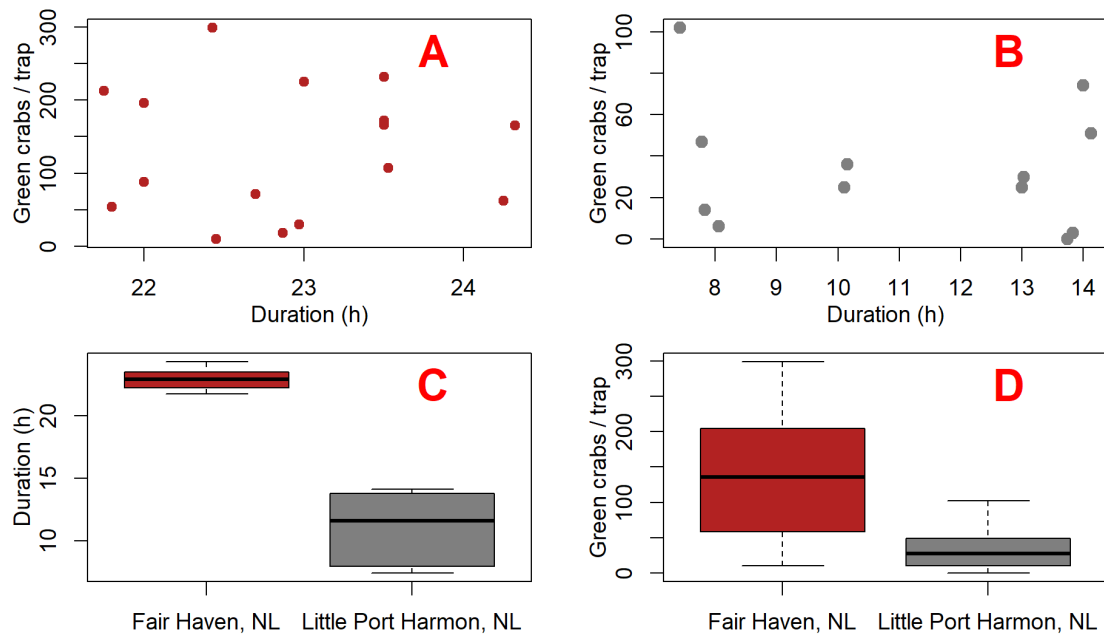 A
Green crabs / trap
0
50
100
200
300
22
23
24
Duration (h)
B
Green crabs / trap
0
20
60
100
8
9
10
11
12
13
14
Duration (h)
C
Duration (h)
10
15
20
Fair Haven, NL
Little Port Harmon, NL
D
Green crabs / trap
0
100
200
300
Fair Haven, NL
Little Port Harmon, NL